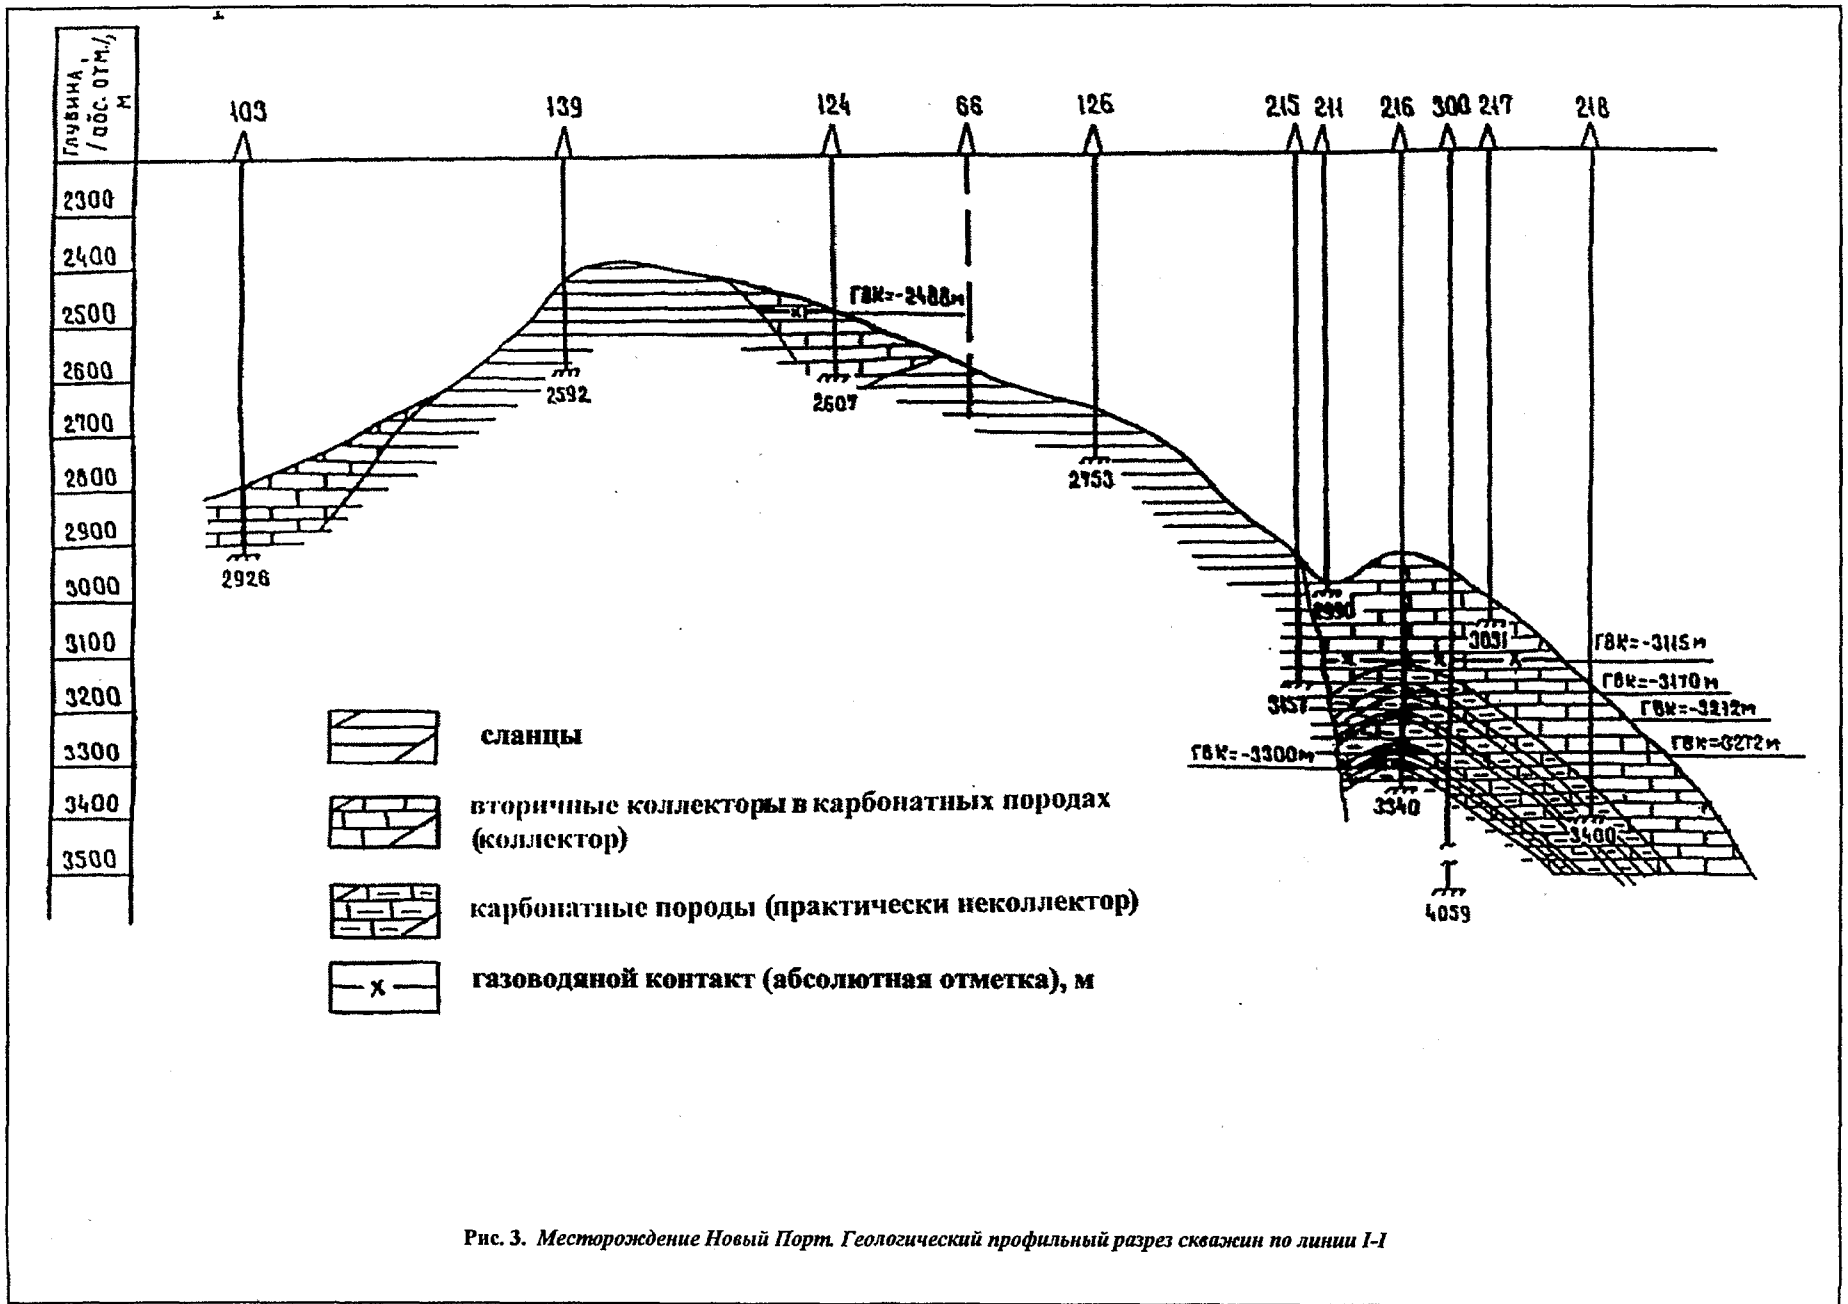 Глубина,
/абс. отм./,
м
103 139 124 66 126 215 211 216 300 217 218
2300
2400
2500
2600
2700
2800
2900
3000
3100
3200
3300
3400
3500
ГВК=-2488м
2592
2607
2753
2926
2990
3031
ГВК=-3115м
ГВК=-3170м
3157
ГВК=-3212м
ГВК=-3272м
ГВК=-3300м
3340
3400
4059
сланцы
вторичные коллекторы в карбонатных породах
(коллектор)
карбонатные породы (практически неколлектор)
х
газоводяной контакт (абсолютная отметка), м
Рис. 3. Месторождение Новый Порт. Геологический профильный разрез скважин по линии I-I